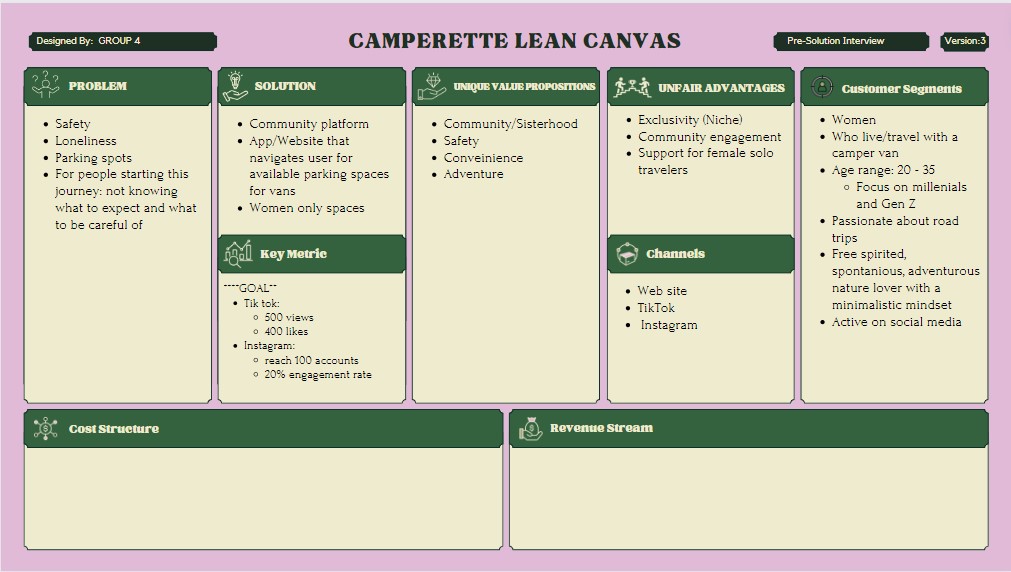 Designed By: GROUP 4
CAMPERETTE LEAN CANVAS
Pre-Solution Interview
Version:3
PROBLEM
Safety
Loneliness
Parking spots
For people starting this
journey: not knowing
what to expect and what
to be careful of
SOLUTION
Community platform
App/Website that
navigates user for
available parking spaces
for vans
Women only spaces
Key Metric
----GOAL--
Tik tok:
500 views
400 likes
Instagram:
reach 100 accounts
20% engagement rate
UNIQUE VALUE PROPOSITIONS
Community/Sisterhood
Safety
Conveinience
Adventure
UNFAIR ADVANTAGES
Exclusivity (Niche)
Community engagement
Support for female solo
travelers
Channels
Web site
TikTok
Instagram
Customer Segments
Women
Who live/travel with a
camper van
Age range: 20 - 35
Focus on millenials
and Gen Z
Passionate about road
trips
Free spirited,
spontanious, adventurous
nature lover with a
minimalistic mindset
Active on social media
Cost Structure
Revenue Stream